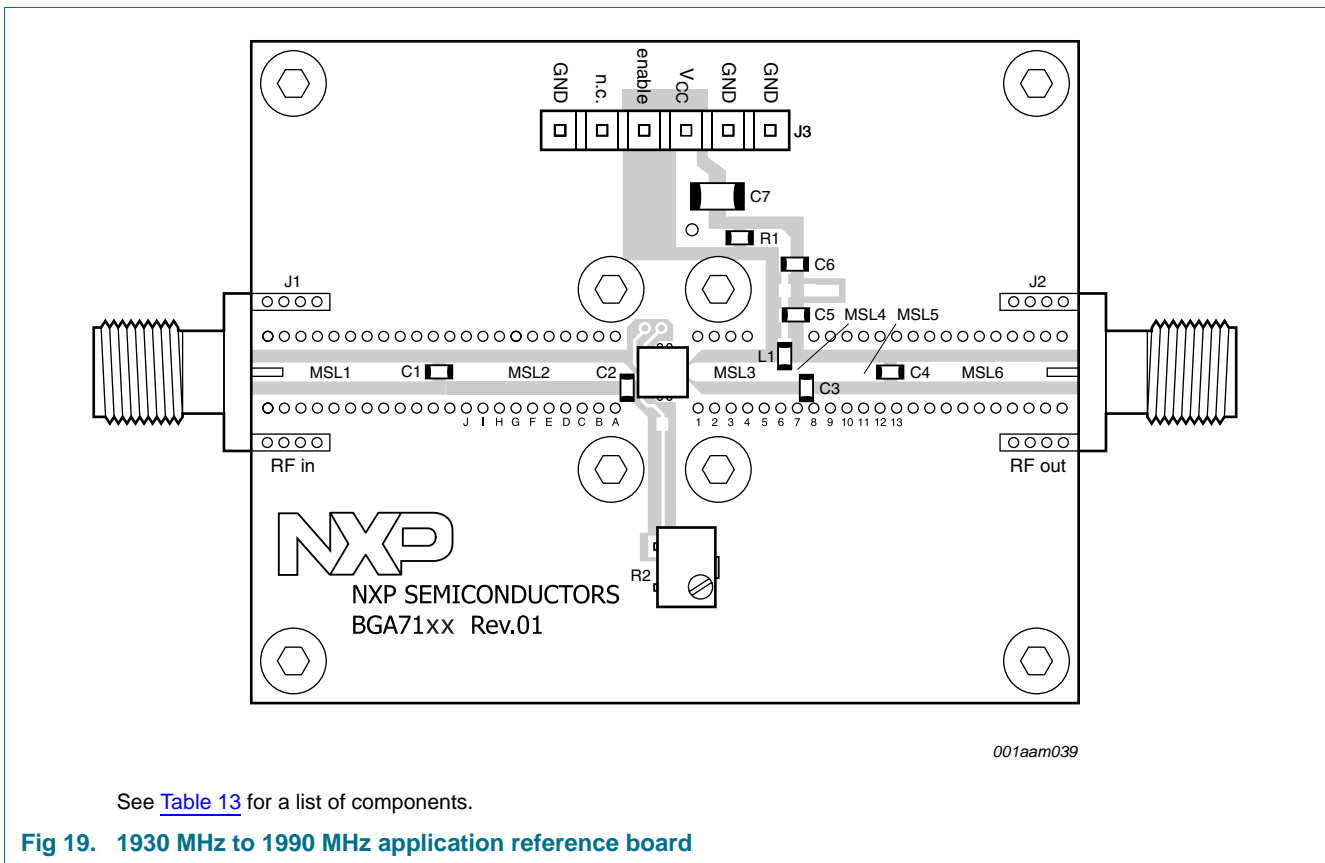 GND n.c. enable VCC GND GND
J3
C7
R1
C6
J1
J2
C5 MSL4 MSL5
L1
MSL1 C1 MSL2 C2 MSL3 C3 C4 MSL6
J I H G F E D C B A 1 2 3 4 5 6 7 8 9 10 11 12 13
RF in
RF out
NXP
R2
NXP SEMICONDUCTORS
BGA71xx Rev.01
001aam039
See Table 13 for a list of components.
Fig 19. 1930 MHz to 1990 MHz application reference board